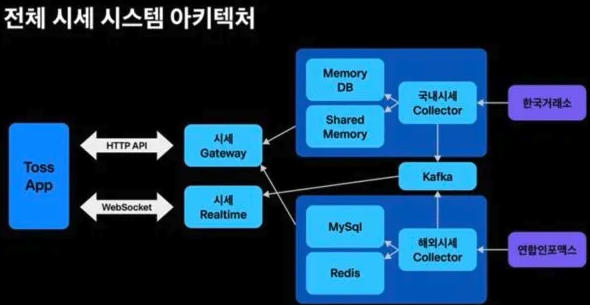 전체 시세 시스템 아키텍처
Toss
App
HTTP API
WebSocket
시세
Gateway
시세
Realtime
Memory
DB
Shared
Memory
국내시세
Collector
한국거래소
Kafka
MySql
Redis
해외시세
Collector
연합인포맥스